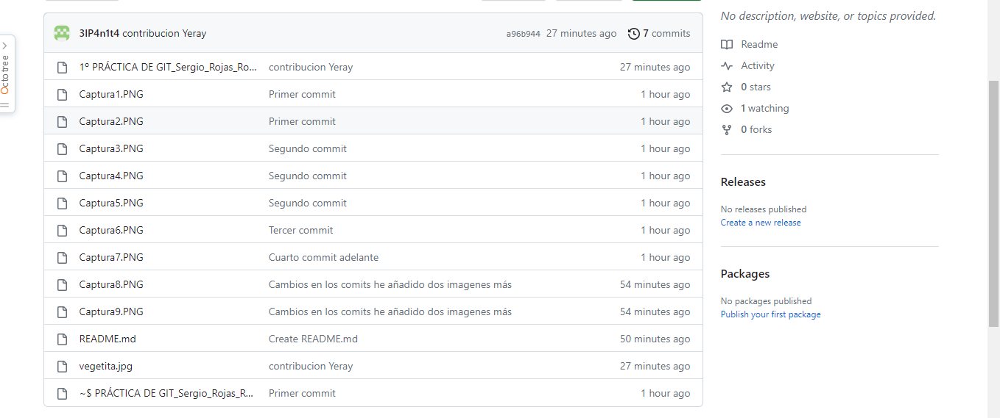 3IP4n1t4 contribucion Yeray a96b944 27 minutes ago 7 commits
1º PRÁCTICA DE GIT_Sergio_Rojas_Ro... contribucion Yeray 27 minutes ago
Captura1.PNG Primer commit 1 hour ago
Captura2.PNG Primer commit 1 hour ago
Captura3.PNG Segundo commit 1 hour ago
Captura4.PNG Segundo commit 1 hour ago
Captura5.PNG Segundo commit 1 hour ago
Captura6.PNG Tercer commit 1 hour ago
Captura7.PNG Cuarto commit adelante 1 hour ago
Captura8.PNG Cambios en los comits he añadido dos imagenes más 54 minutes ago
Captura9.PNG Cambios en los comits he añadido dos imagenes más 54 minutes ago
README.md Create README.md 50 minutes ago
vegetita.jpg contribucion Yeray 27 minutes ago
~$ PRÁCTICA DE GIT_Sergio_Rojas_R... Primer commit 1 hour ago
No description, website, or topics provided.
Readme
Activity
0 stars
1 watching
0 forks
Releases
No releases published
Create a new release
Packages
No packages published
Publish your first package
Octotree